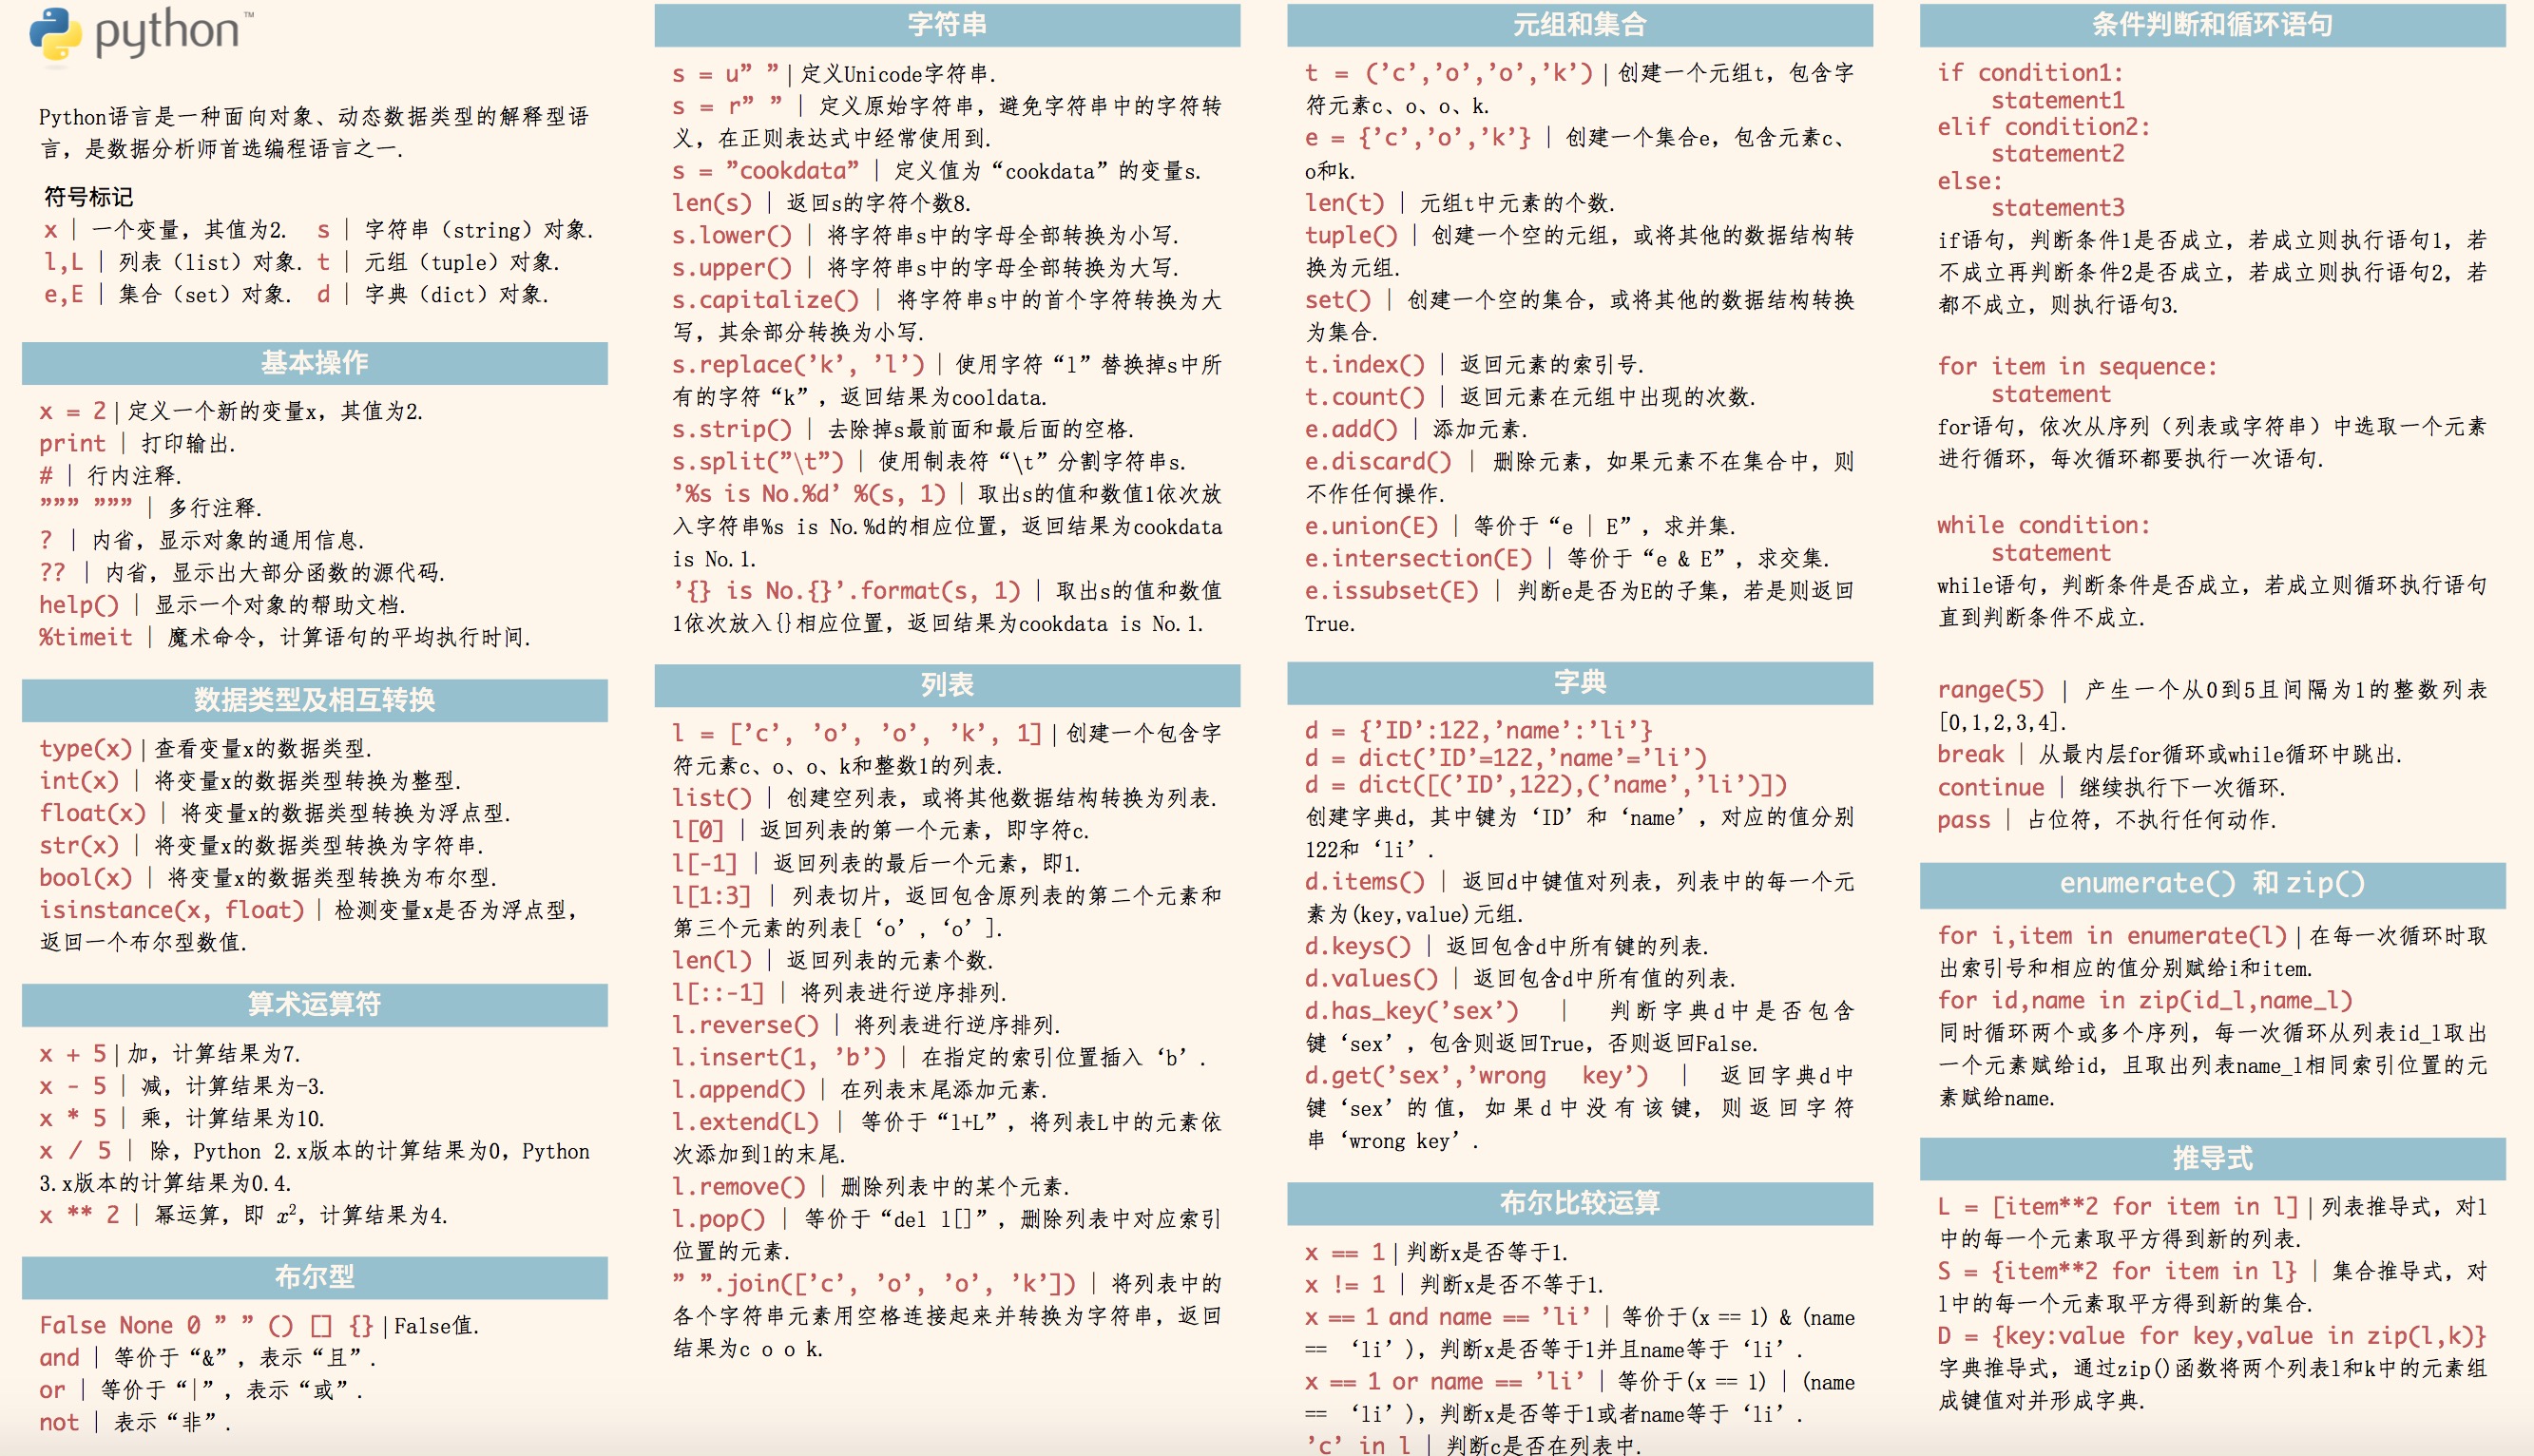 python™
Python语言是一种面向对象、动态数据类型的解释型语
言，是数据分析师首选编程语言之一.
符号标记
x | 一个变量，其值为2. s | 字符串（string）对象.
l,L | 列表（list）对象. t | 元组（tuple）对象.
e,E | 集合（set）对象. d | 字典（dict）对象.
基本操作
x = 2 | 定义一个新的变量x，其值为2.
print | 打印输出.
# | 行内注释.
””” ””” | 多行注释.
? | 内省，显示对象的通用信息.
?? | 内省，显示出大部分函数的源代码.
help() | 显示一个对象的帮助文档.
%timeit | 魔术命令，计算语句的平均执行时间.
数据类型及相互转换
type(x) | 查看变量x的数据类型.
int(x) | 将变量x的数据类型转换为整型.
float(x) | 将变量x的数据类型转换为浮点型.
str(x) | 将变量x的数据类型转换为字符串.
bool(x) | 将变量x的数据类型转换为布尔型.
isinstance(x, float) | 检测变量x是否为浮点型，
返回一个布尔型数值.
算术运算符
x + 5 | 加，计算结果为7.
x - 5 | 减，计算结果为-3.
x * 5 | 乘，计算结果为10.
x / 5 | 除，Python 2.x版本的计算结果为0，Python
3.x版本的计算结果为0.4.
x ** 2 | 幂运算，即 x²，计算结果为4.
布尔型
False None 0 ” ” () [] {} | False值.
and | 等价于“&”，表示“且”.
or | 等价于“|”，表示“或”.
not | 表示“非”.
字符串
s = u” ” | 定义Unicode字符串.
s = r” ” | 定义原始字符串，避免字符串中的字符转
义，在正则表达式中经常使用到.
s = ”cookdata” | 定义值为“cookdata”的变量s.
len(s) | 返回s的字符个数8.
s.lower() | 将字符串s中的字母全部转换为小写.
s.upper() | 将字符串s中的字母全部转换为大写.
s.capitalize() | 将字符串s中的首个字符转换为大
写，其余部分转换为小写.
s.replace(’k’, ’l’) | 使用字符“l”替换掉s中所
有的字符“k”，返回结果为cooldata.
s.strip() | 去除掉s最前面和最后面的空格.
s.split(”\t”) | 使用制表符“\t”分割字符串s.
’%s is No.%d’ %(s, 1) | 取出s的值和数值1依次放
入字符串%s is No.%d的相应位置，返回结果为cookdata
is No.1.
’{} is No.{}’.format(s, 1) | 取出s的值和数值
1依次放入{}相应位置，返回结果为cookdata is No.1.
列表
l = [’c’, ’o’, ’o’, ’k’, 1] | 创建一个包含字
符元素c、o、o、k和整数1的列表.
list() | 创建空列表，或将其他数据结构转换为列表.
l[0] | 返回列表的第一个元素，即字符c.
l[-1] | 返回列表的最后一个元素，即1.
l[1:3] | 列表切片，返回包含原列表的第二个元素和
第三个元素的列表[‘o’,‘o’].
len(l) | 返回列表的元素个数.
l[::-1] | 将列表进行逆序排列.
l.reverse() | 将列表进行逆序排列.
l.insert(1, ’b’) | 在指定的索引位置插入‘b’.
l.append() | 在列表末尾添加元素.
l.extend(L) | 等价于“l+L”，将列表L中的元素依
次添加到l的末尾.
l.remove() | 删除列表中的某个元素.
l.pop() | 等价于“del l[]”，删除列表中对应索引
位置的元素.
” ”.join([’c’, ’o’, ’o’, ’k’]) | 将列表中的
各个字符串元素用空格连接起来并转换为字符串，返回
结果为c o o k.
元组和集合
t = (’c’,’o’,’o’,’k’) | 创建一个元组t，包含字
符元素c、o、o、k.
e = {’c’,’o’,’k’} | 创建一个集合e，包含元素c、
o和k.
len(t) | 元组t中元素的个数.
tuple() | 创建一个空的元组，或将其他的数据结构转
换为元组.
set() | 创建一个空的集合，或将其他的数据结构转换
为集合.
t.index() | 返回元素的索引号.
t.count() | 返回元素在元组中出现的次数.
e.add() | 添加元素.
e.discard() | 删除元素，如果元素不在集合中，则
不作任何操作.
e.union(E) | 等价于“e | E”，求并集.
e.intersection(E) | 等价于“e & E”，求交集.
e.issubset(E) | 判断e是否为E的子集，若是则返回
True.
字典
d = {’ID’:122,’name’:’li’}
d = dict(’ID’=122,’name’=’li’)
d = dict([(’ID’,122),(’name’,’li’)])
创建字典d，其中键为‘ID’和‘name’，对应的值分别
122和‘li’.
d.items() | 返回d中键值对列表，列表中的每一个元
素为(key,value)元组.
d.keys() | 返回包含d中所有键的列表.
d.values() | 返回包含d中所有值的列表.
d.has_key(’sex’) | 判断字典d中是否包含
键‘sex’，包含则返回True，否则返回False.
d.get(’sex’,’wrong key’) | 返回字典d中
键‘sex’的值，如果d中没有该键，则返回字符
串‘wrong key’.
布尔比较运算
x == 1 | 判断x是否等于1.
x != 1 | 判断x是否不等于1.
x == 1 and name == ’li’ | 等价于(x == 1) & (name
== ‘li’)，判断x是否等于1并且name等于‘li’.
x == 1 or name == ’li’ | 等价于(x == 1) | (name
== ‘li’)，判断x是否等于1或者name等于‘li’.
’c’ in l | 判断c是否在列表中.
条件判断和循环语句
if condition1:
statement1
elif condition2:
statement2
else:
statement3
if语句，判断条件1是否成立，若成立则执行语句1，若
不成立再判断条件2是否成立，若成立则执行语句2，若
都不成立，则执行语句3.
for item in sequence:
statement
for语句，依次从序列（列表或字符串）中选取一个元素
进行循环，每次循环都要执行一次语句.
while condition:
statement
while语句，判断条件是否成立，若成立则循环执行语句
直到判断条件不成立.
range(5) | 产生一个从0到5且间隔为1的整数列表
[0,1,2,3,4].
break | 从最内层for循环或while循环中跳出.
continue | 继续执行下一次循环.
pass | 占位符，不执行任何动作.
enumerate() 和 zip()
for i,item in enumerate(l) | 在每一次循环时取
出索引号和相应的值分别赋给i和item.
for id,name in zip(id_l,name_l)
同时循环两个或多个序列，每一次循环从列表id_l取出
一个元素赋给id，且取出列表name_l相同索引位置的元
素赋给name.
推导式
L = [item**2 for item in l] | 列表推导式，对l
中的每一个元素取平方得到新的列表.
S = {item**2 for item in l} | 集合推导式，对
l中的每一个元素取平方得到新的集合.
D = {key:value for key,value in zip(l,k)}
字典推导式，通过zip()函数将两个列表l和k中的元素组
成键值对并形成字典.